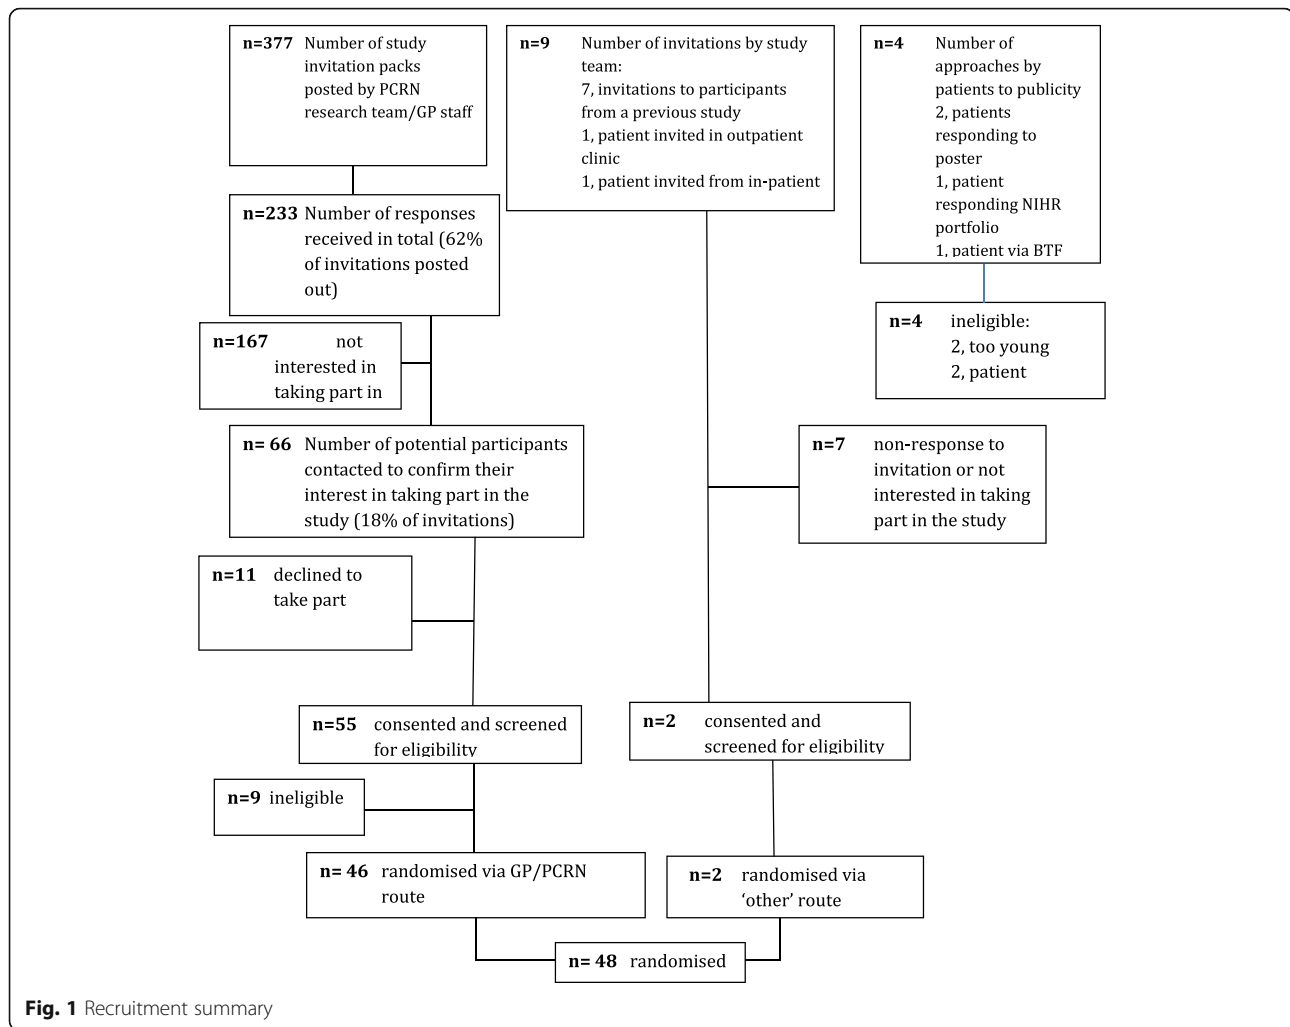 n=377 Number of study
invitation packs
posted by PCRN
research team/GP staff
n=9 Number of invitations by study
team:
7, invitations to participants
from a previous study
1, patient invited in outpatient
clinic
1, patient invited from in-patient
n=4 Number of
approaches by
patients to publicity
2, patients
responding to
poster
1, patient
responding NIHR
portfolio
1, patient via BTF
n=233 Number of responses
received in total (62%
of invitations posted
out)
n=4 ineligible:
2, too young
2, patient
n=167 not
interested in
taking part in
n= 66 Number of potential participants
contacted to confirm their
interest in taking part in the
study (18% of invitations)
n=7 non-response to
invitation or not
interested in taking
part in the study
n=11 declined to
take part
n=55 consented and screened
for eligibility
n=2 consented and
screened for eligibility
n=9 ineligible
n= 46 randomised via GP/PCRN
route
n=2 randomised via
‘other’ route
n= 48 randomised
Fig. 1 Recruitment summary